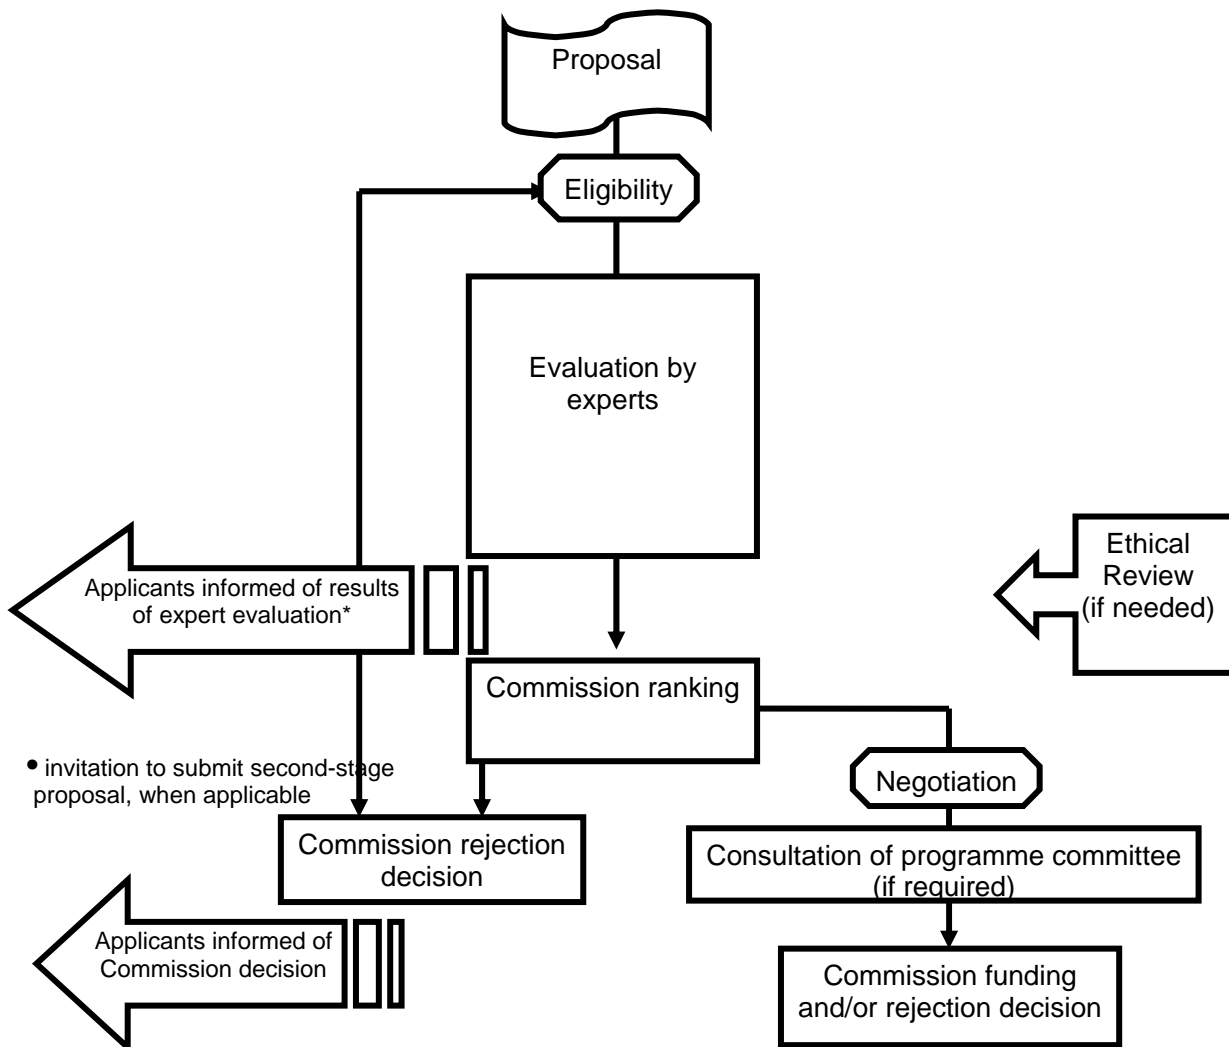 Proposal
Eligibility
Evaluation by
experts
Applicants informed of results
of expert evaluation*
Ethical
Review
(if needed)
Commission ranking
• invitation to submit second-stage
proposal, when applicable
Negotiation
Commission rejection
decision
Consultation of programme committee
(if required)
Applicants informed of
Commission decision
Commission funding
and/or rejection decision